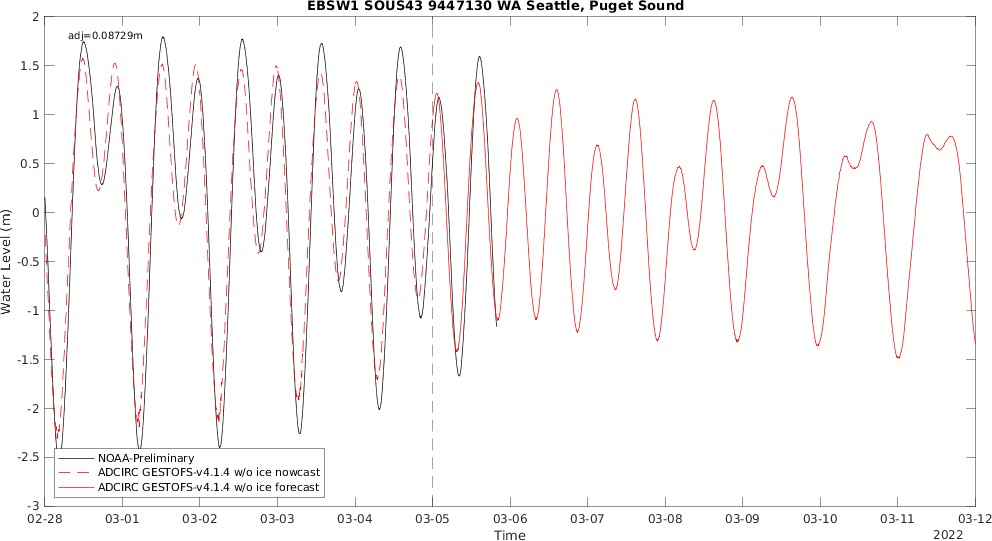 EBSW1 SOUS43 9447130 WA Seattle, Puget Sound
adj=0.08729m
Water Level (m)
2
1.5
1
0.5
0
-0.5
-1
-1.5
-2
-2.5
-3
NOAA-Preliminary
ADCIRC GESTOFS-v4.1.4 w/o ice nowcast
ADCIRC GESTOFS-v4.1.4 w/o ice forecast
02-28 03-01 03-02 03-03 03-04 03-05 03-06 03-07 03-08 03-09 03-10 03-11 03-12
Time
2022